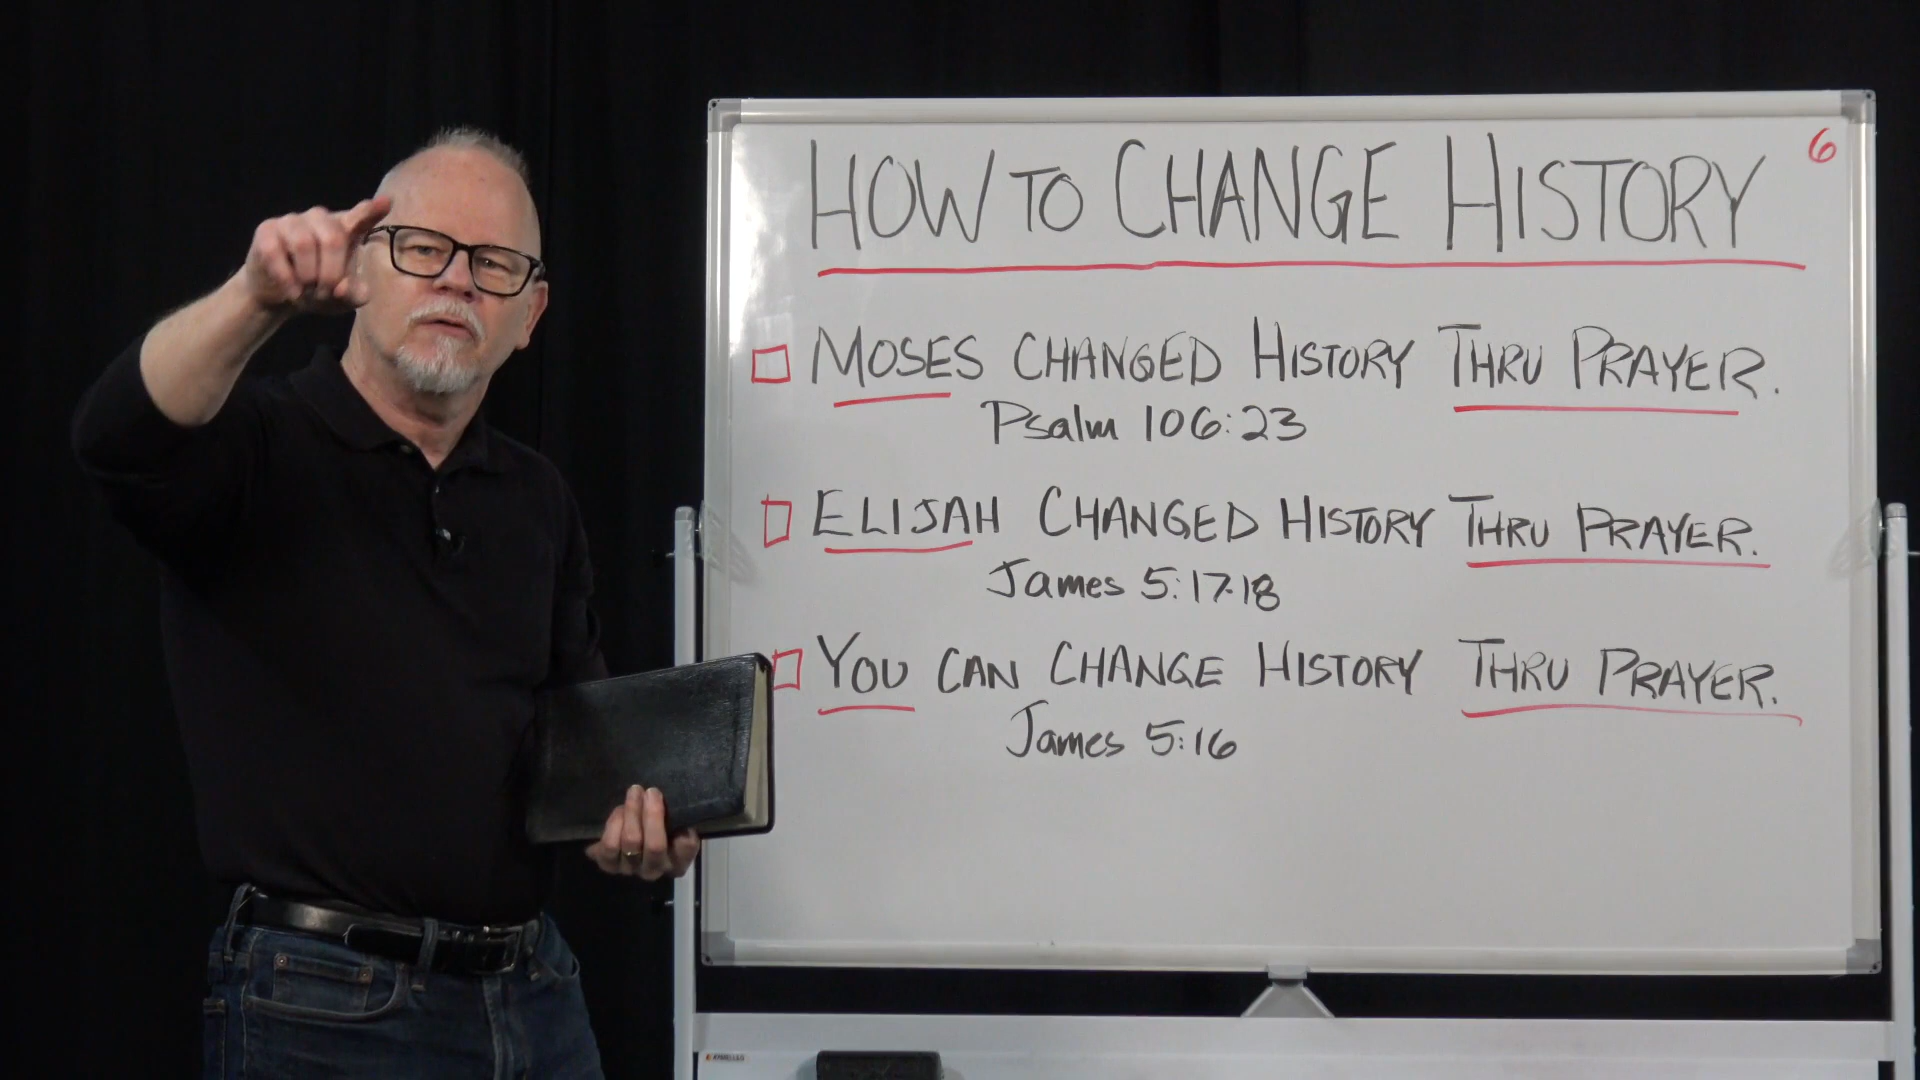 6
HOW TO CHANGE HISTORY
MOSES CHANGED HISTORY THRU PRAYER.
Psalm 106:23
ELIJAH CHANGED HISTORY THRU PRAYER.
James 5:17-18
YOU CAN CHANGE HISTORY THRU PRAYER.
James 5:16